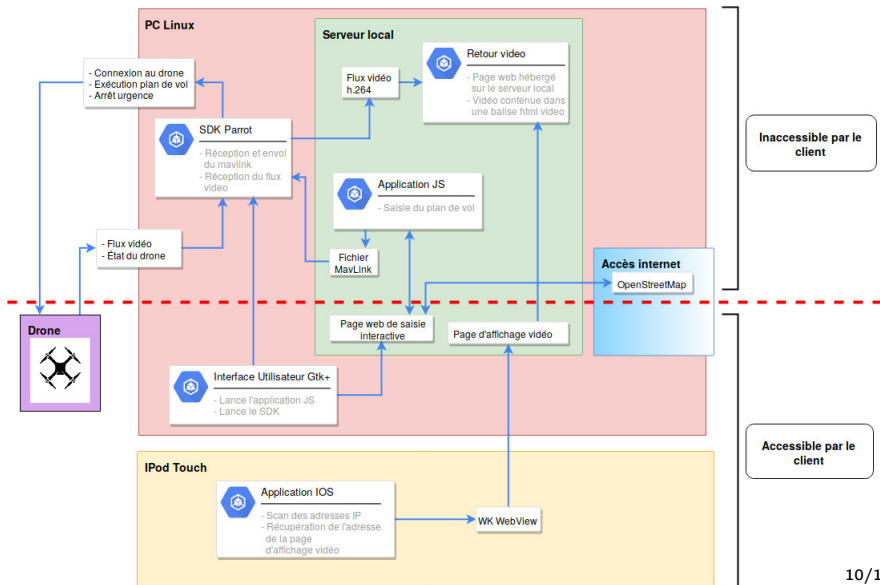 PC Linux
Serveur local
- Connexion au drone
- Exécution plan de vol
- Arrêt urgence
Flux vidéo
h.264
Retour video
- Page web hébergé
sur le serveur local
- Vidéo contenue dans
une balise html video
SDK Parrot
- Réception et envoi
du mavlink
- Réception du flux
video
Application JS
- Saisie du plan de vol
Inaccessible par le
client
- Flux vidéo
- État du drone
Fichier
MavLink
Accès internet
OpenStreetMap
Drone
Page web de saisie
interactive
Page d'affichage vidéo
Interface Utilisateur Gtk+
- Lance l'application JS
- Lance le SDK
Accessible par le
client
IPod Touch
Application IOS
- Scan des adresses IP
- Récupération de l'adresse
de la page
d'affichage vidéo
WK WebView
10/1